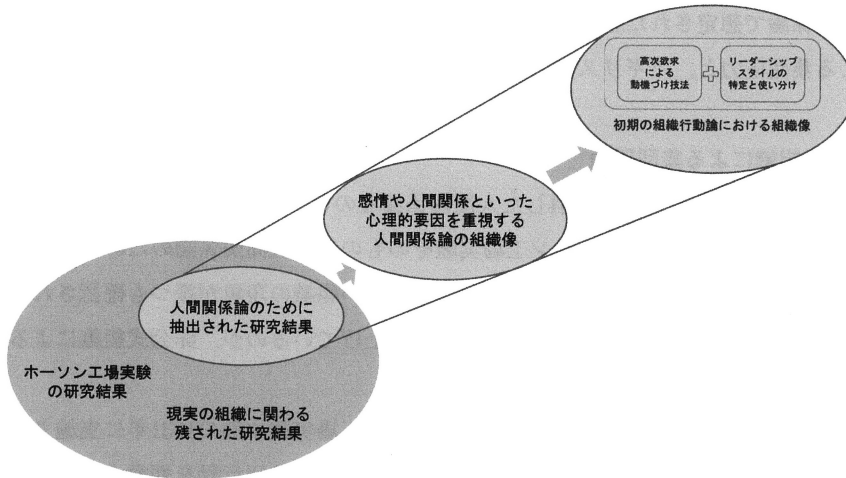 高次欲求
による
動機づけ技法
リーダーシップ
スタイルの
特定と使い分け
初期の組織行動論における組織像
感情や人間関係といった
心理的要因を重視する
人間関係論の組織像
人間関係論のために
抽出された研究結果
ホーソン工場実験
の研究結果
現実の組織に関わる
残された研究結果